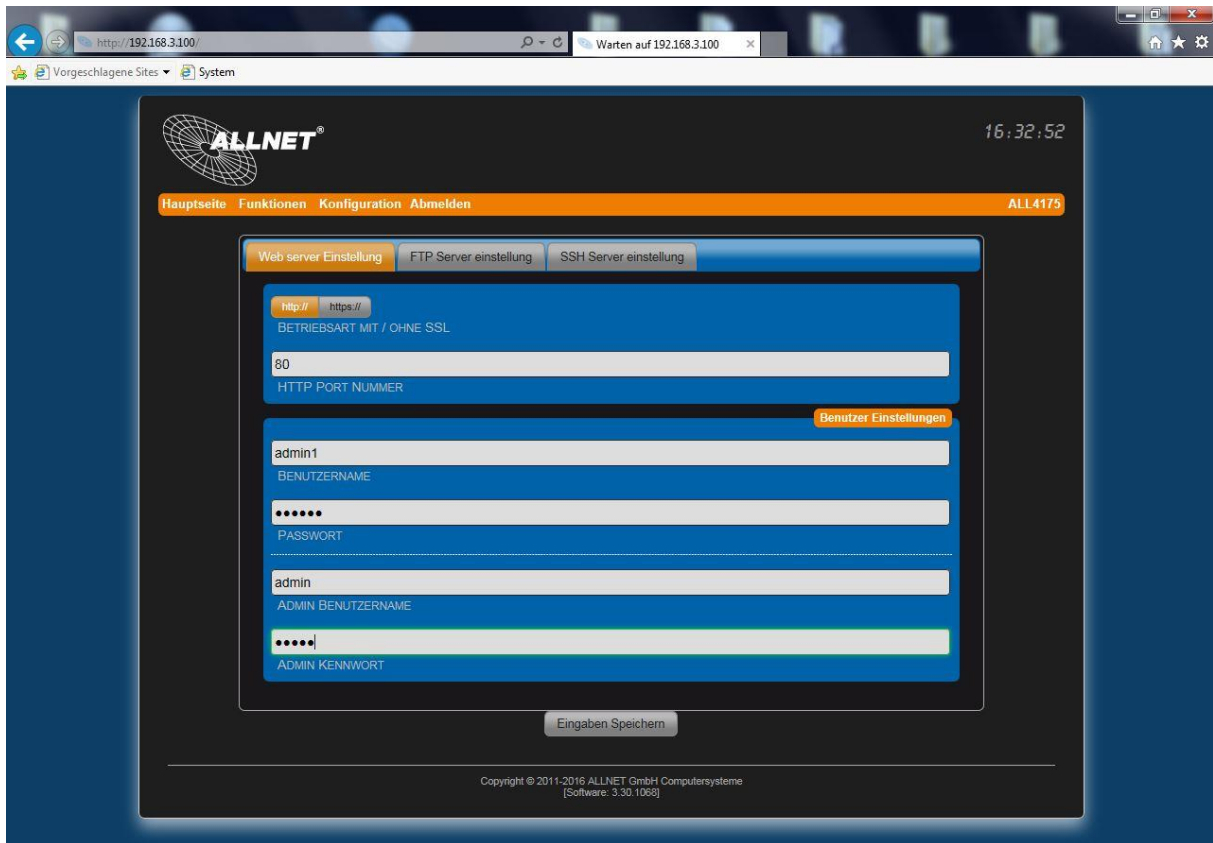 http://192.168.3.100/
Warten auf 192.168.3.100
Vorgeschlagene Sites
System
ALLNET®
16:32:52
Hauptseite Funktionen Konfiguration Abmelden
ALL4175
Web server Einstellung
FTP Server einstellung
SSH Server einstellung
http://
https://
BETRIEBSART MIT / OHNE SSL
80
HTTP PORT NUMMER
Benutzer Einstellungen
admin1
BENUTZERNAME
••••••
PASSWORT
admin
ADMIN BENUTZERNAME
•••••
ADMIN KENNWORT
Eingaben Speichern
Copyright © 2011-2016 ALLNET GmbH Computersysteme
[Software: 3.30.1068]